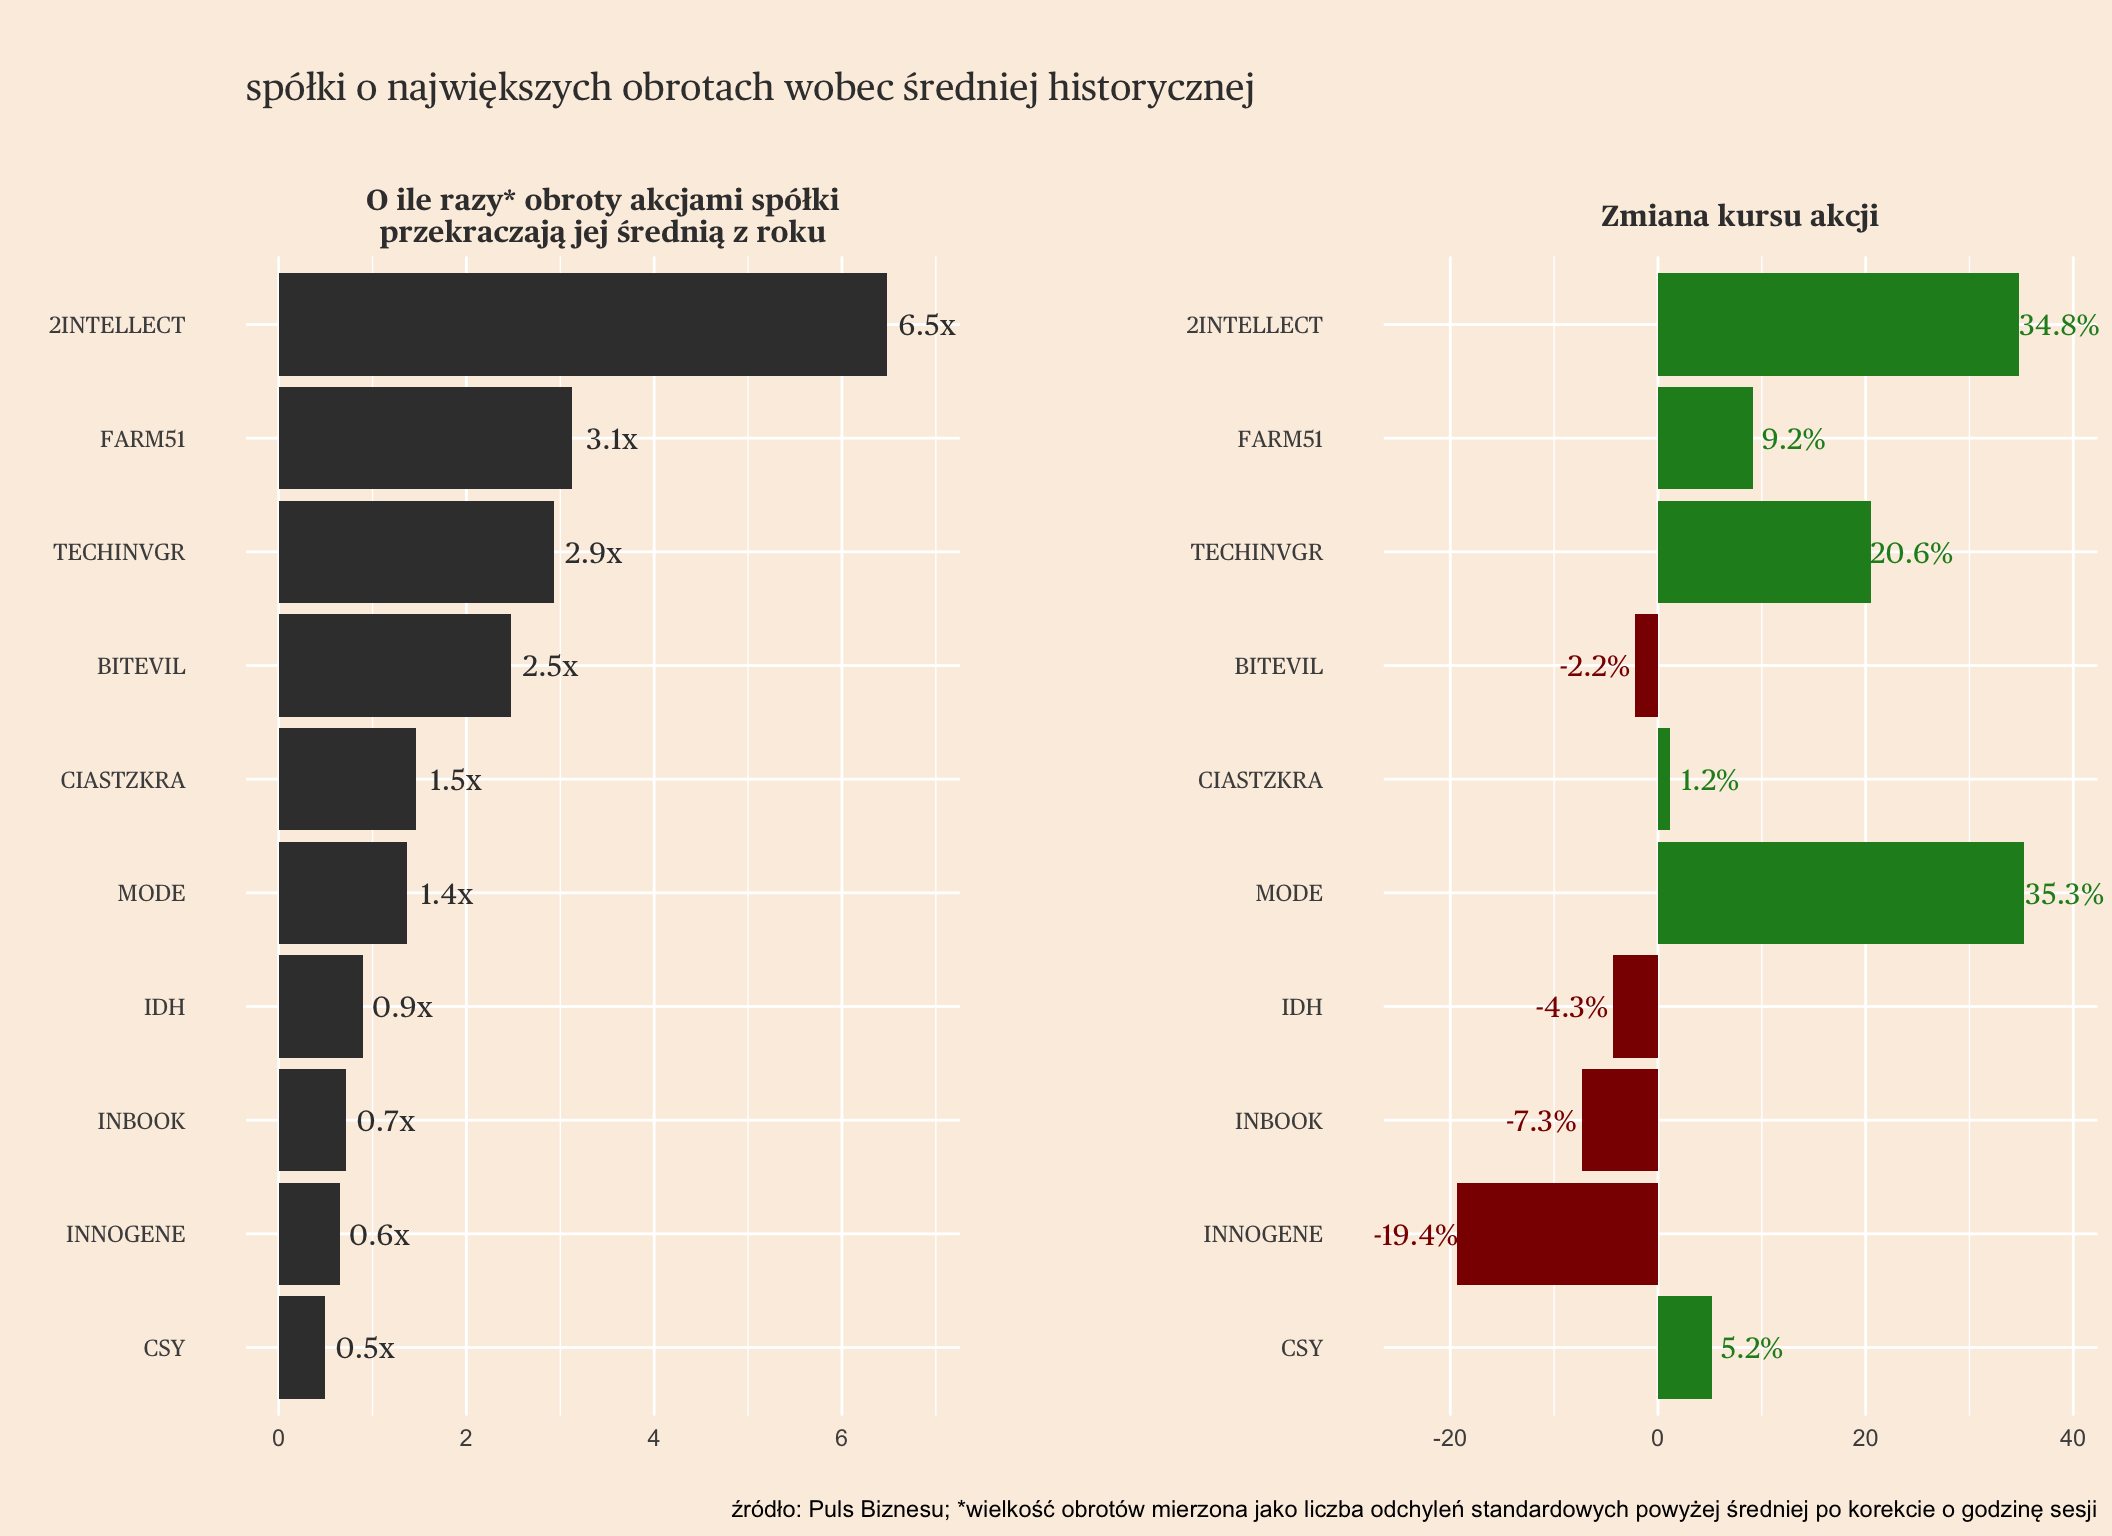 spółki o największych obrotach wobec średniej historycznej
O ile razy* obroty akcjami spółki
przekraczają jej średnią z roku
2INTELLECT 6.5x
FARM51 3.1x
TECHINVGR 2.9x
BITEVIL 2.5x
CIASTZKRA 1.5x
MODE 1.4x
IDH 0.9x
INBOOK 0.7x
INNOGENE 0.6x
CSY 0.5x
0 2 4 6
Zmiana kursu akcji
2INTELLECT 34.8%
FARM51 9.2%
TECHINVGR 20.6%
BITEVIL -2.2%
CIASTZKRA 1.2%
MODE 35.3%
IDH -4.3%
INBOOK -7.3%
INNOGENE -19.4%
CSY 5.2%
-20 0 20 40
źródło: Puls Biznesu; *wielkość obrotów mierzona jako liczba odchyleń standardowych powyżej średniej po korekcie o godzinę sesji